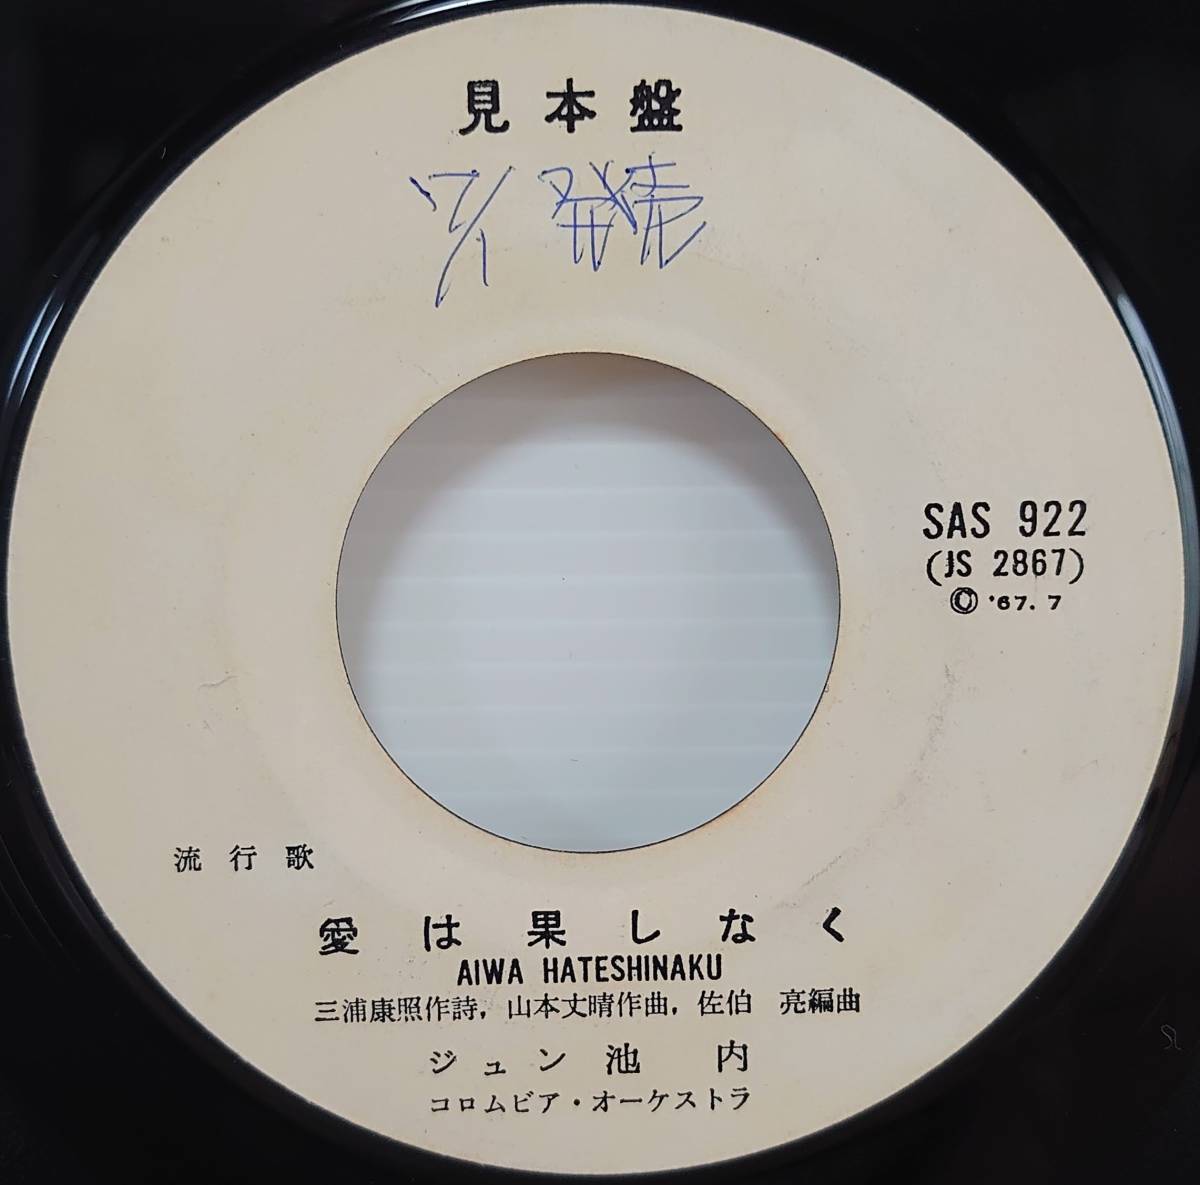 見本盤
7/1 発売
SAS 922
(JS 2867)
Ⓒ '67. 7
流行歌
愛は果しなく
AIWA HATESHINAKU
三浦康照作詩, 山本丈晴作曲, 佐伯 亮編曲
ジュン池 内
コロムビア・オーケストラ